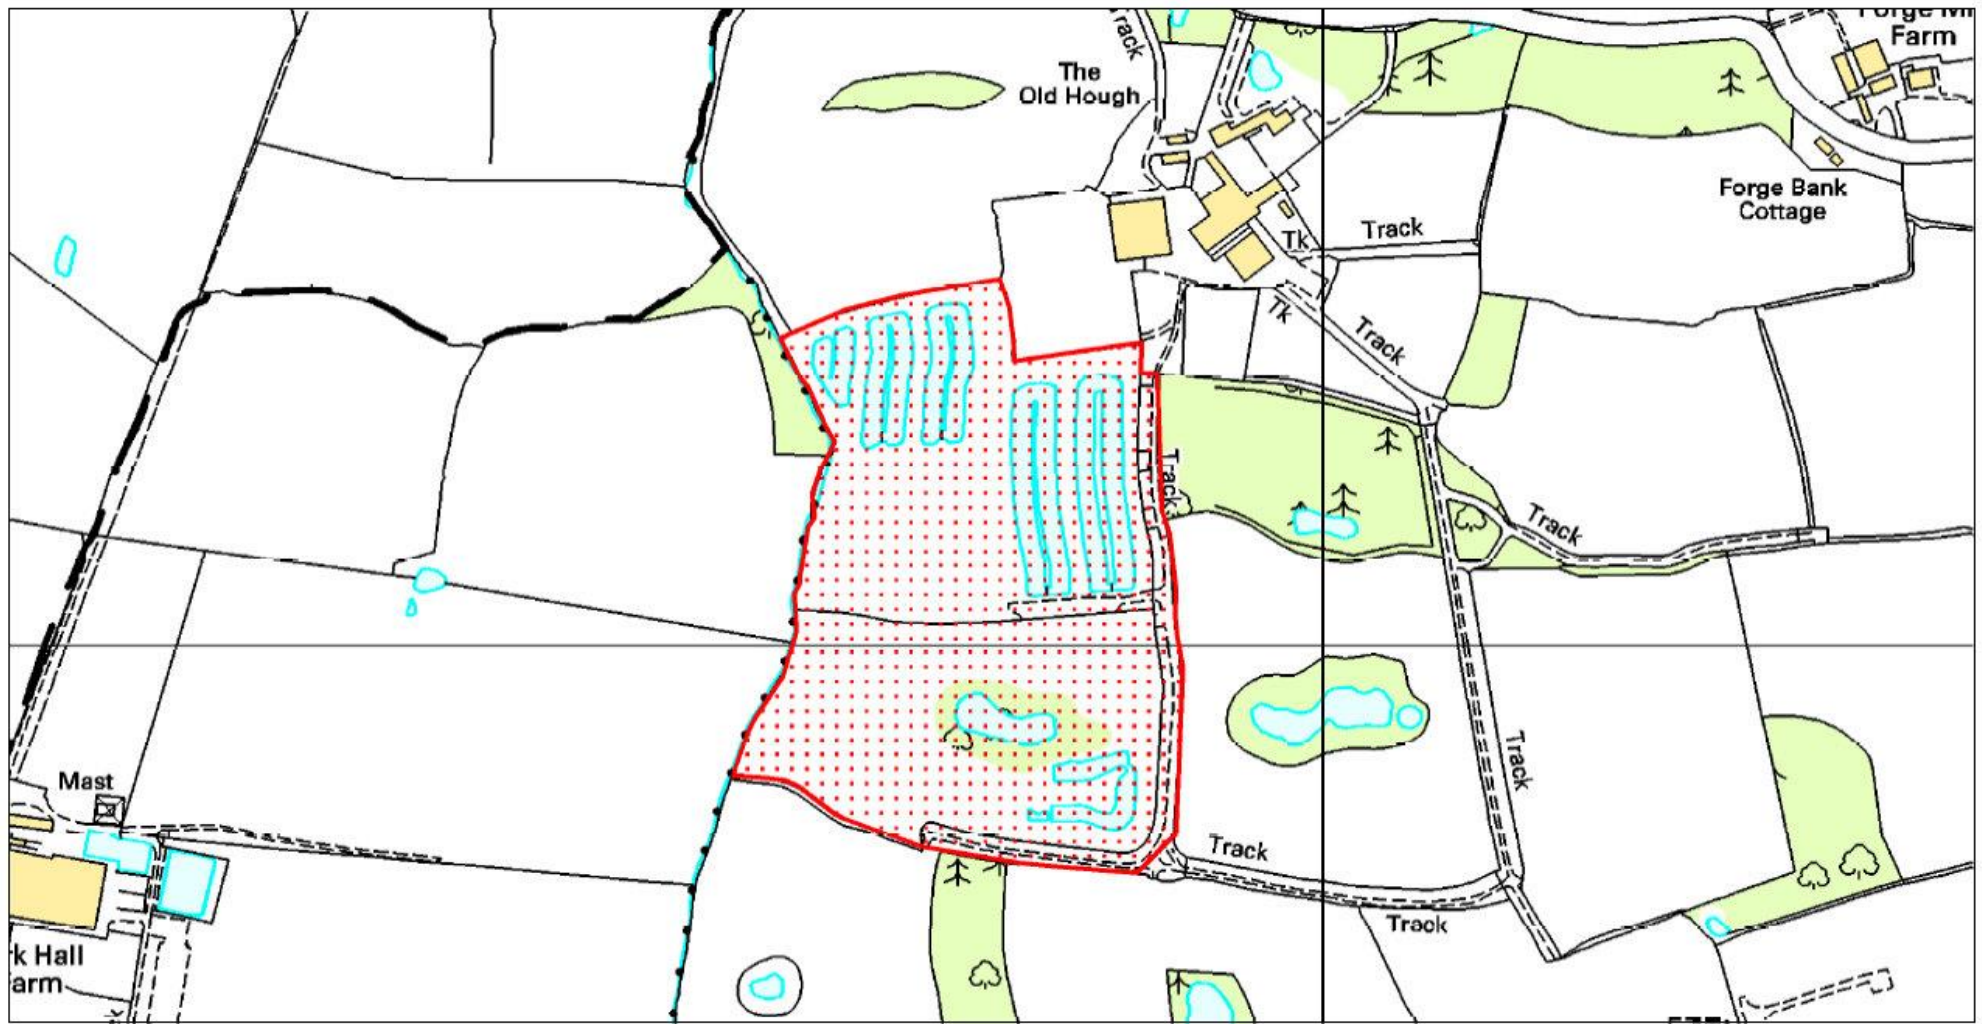 Track
The
Old Hough
Farm
Forge Bank
Cottage
Track
Tk
Tk
Track
Track
Track
Track
Mast
Track
Track
k Hall
arm